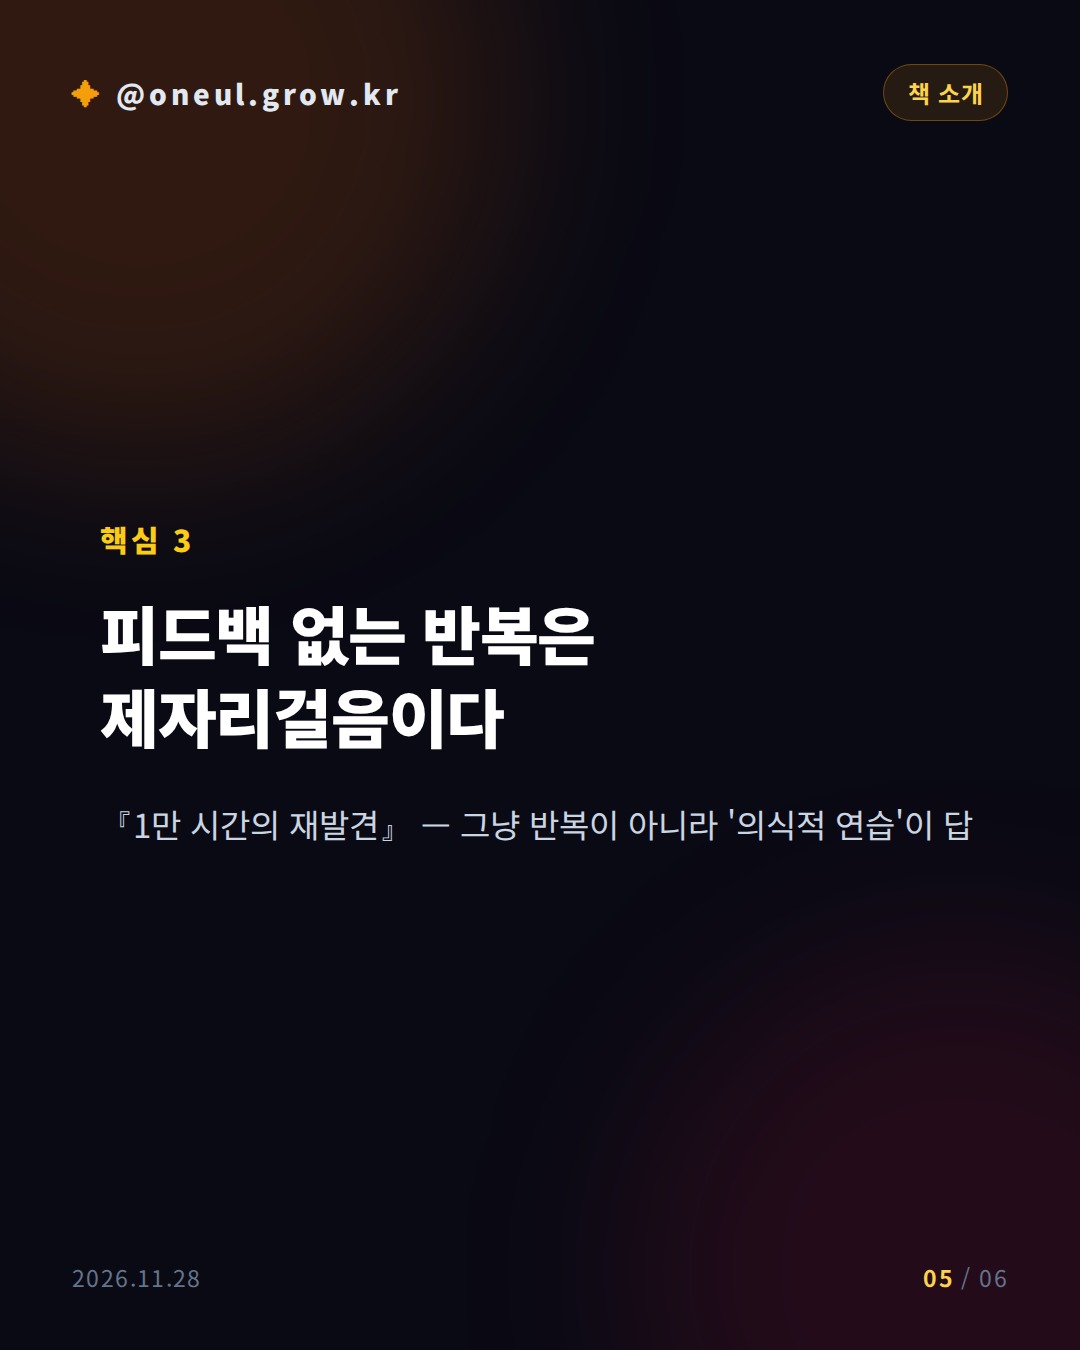 @oneul.grow.kr
책 소개
핵심 3
피드백 없는 반복은
제자리걸음이다
『1만 시간의 재발견』 — 그냥 반복이 아니라 '의식적 연습'이 답
2026.11.28
05 / 06